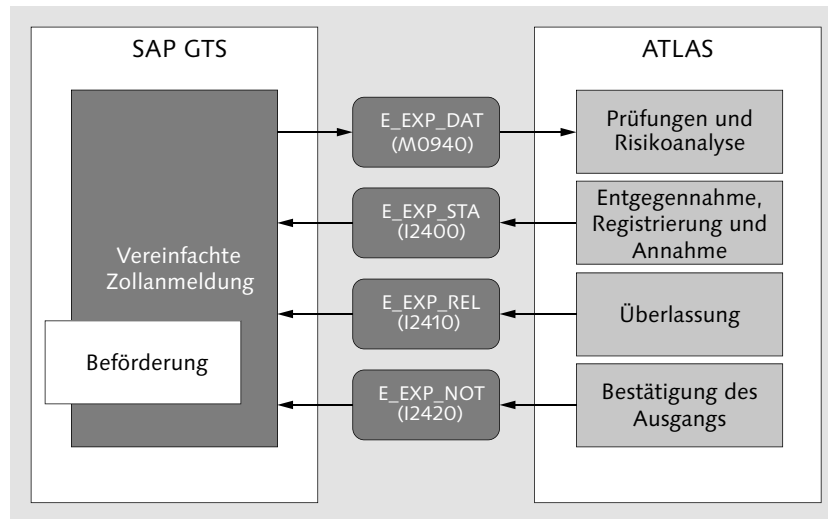 SAP GTS
ATLAS
E_EXP_DAT
(M0940)
Prüfungen und
Risikoanalyse
E_EXP_STA
(I2400)
Entgegennahme,
Registrierung und
Annahme
Vereinfachte
Zollanmeldung
E_EXP_REL
(I2410)
Überlassung
Beförderung
E_EXP_NOT
(I2420)
Bestätigung des
Ausgangs